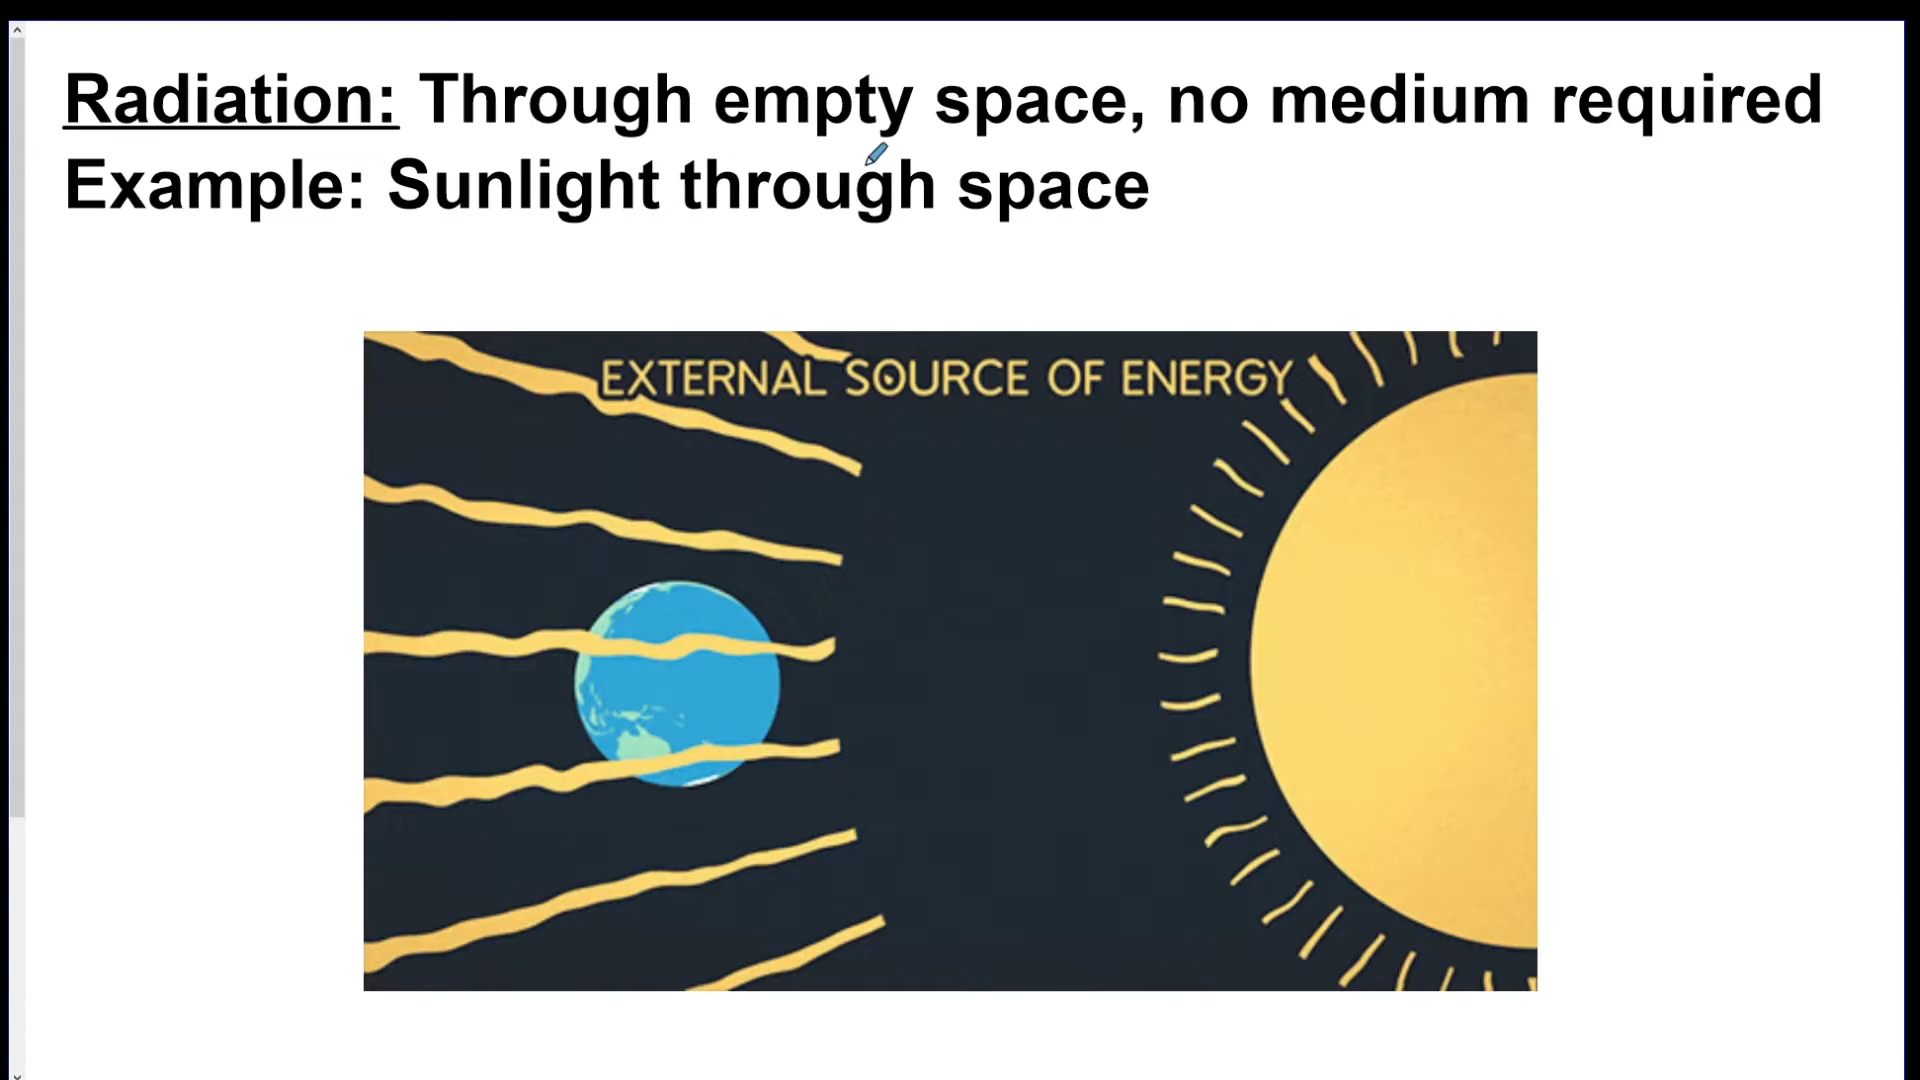 Radiation: Through empty space, no medium required
Example: Sunlight through space
EXTERNAL SOURCE OF ENERGY